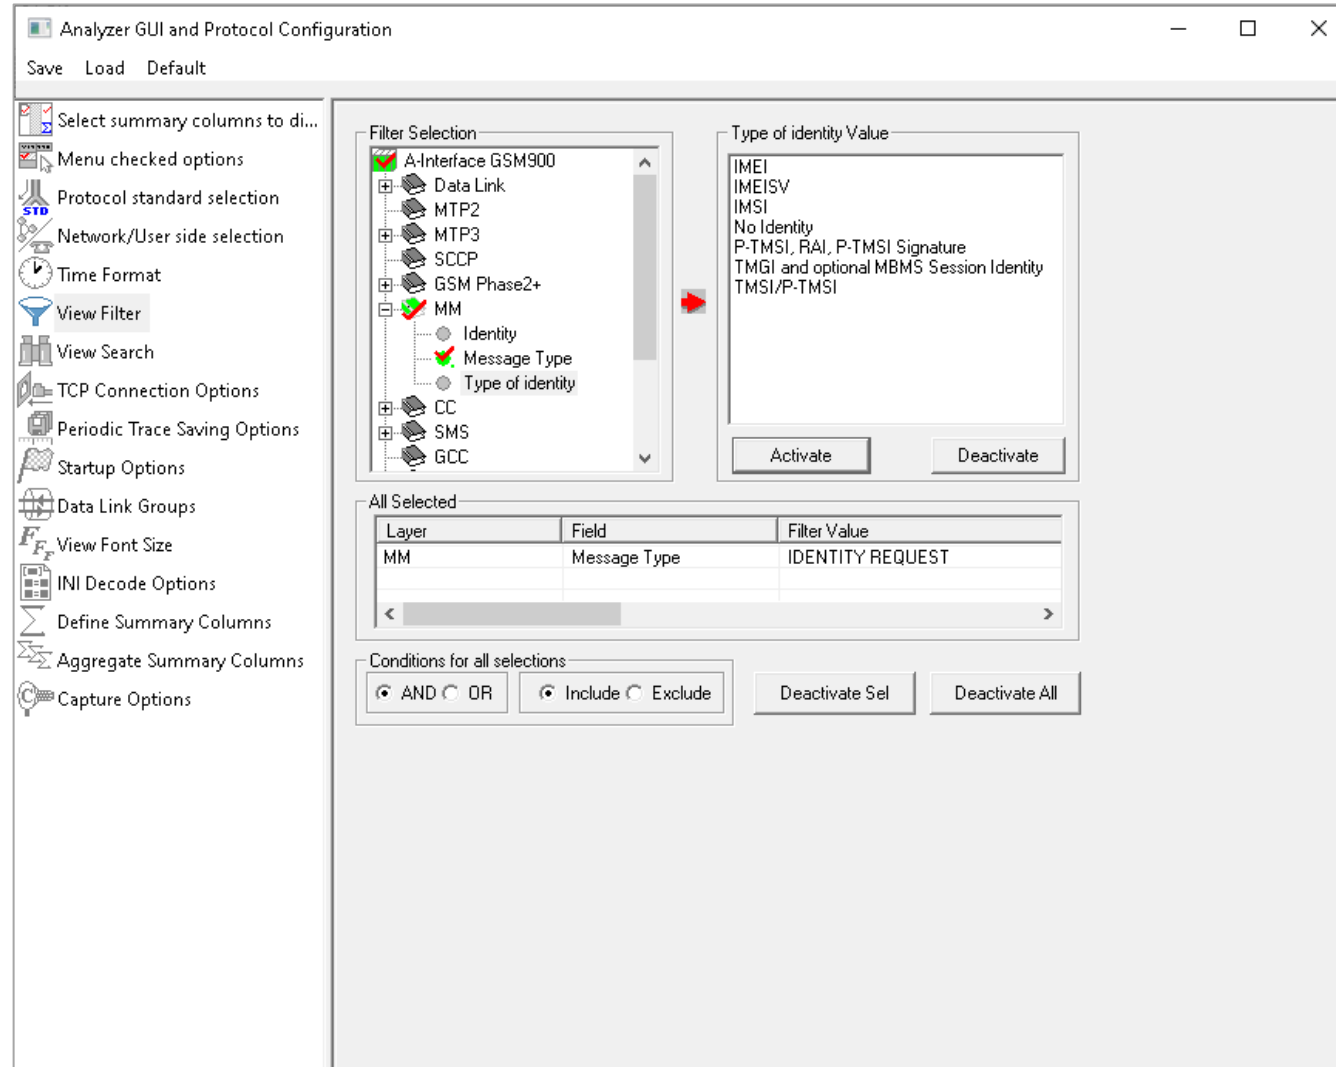 Analyzer GUI and Protocol Configuration
Save Load Default
Select summary columns to di...
Menu checked options
Protocol standard selection
Network/User side selection
Time Format
View Filter
View Search
TCP Connection Options
Periodic Trace Saving Options
Startup Options
Data Link Groups
View Font Size
INI Decode Options
Define Summary Columns
Aggregate Summary Columns
Capture Options
Filter Selection
A-Interface GSM900
Data Link
MTP2
MTP3
SCCP
GSM Phase2+
MM
Identity
Message Type
Type of identity
CC
SMS
GCC
Type of identity Value
IMEI
IMEISV
IMSI
No Identity
P-TMSI, RAI, P-TMSI Signature
TMGI and optional MBMS Session Identity
TMSI/P-TMSI
Activate Deactivate
All Selected
Layer Field Filter Value
MM Message Type IDENTITY REQUEST
Conditions for all selections
AND OR Include Exclude Deactivate Sel Deactivate All